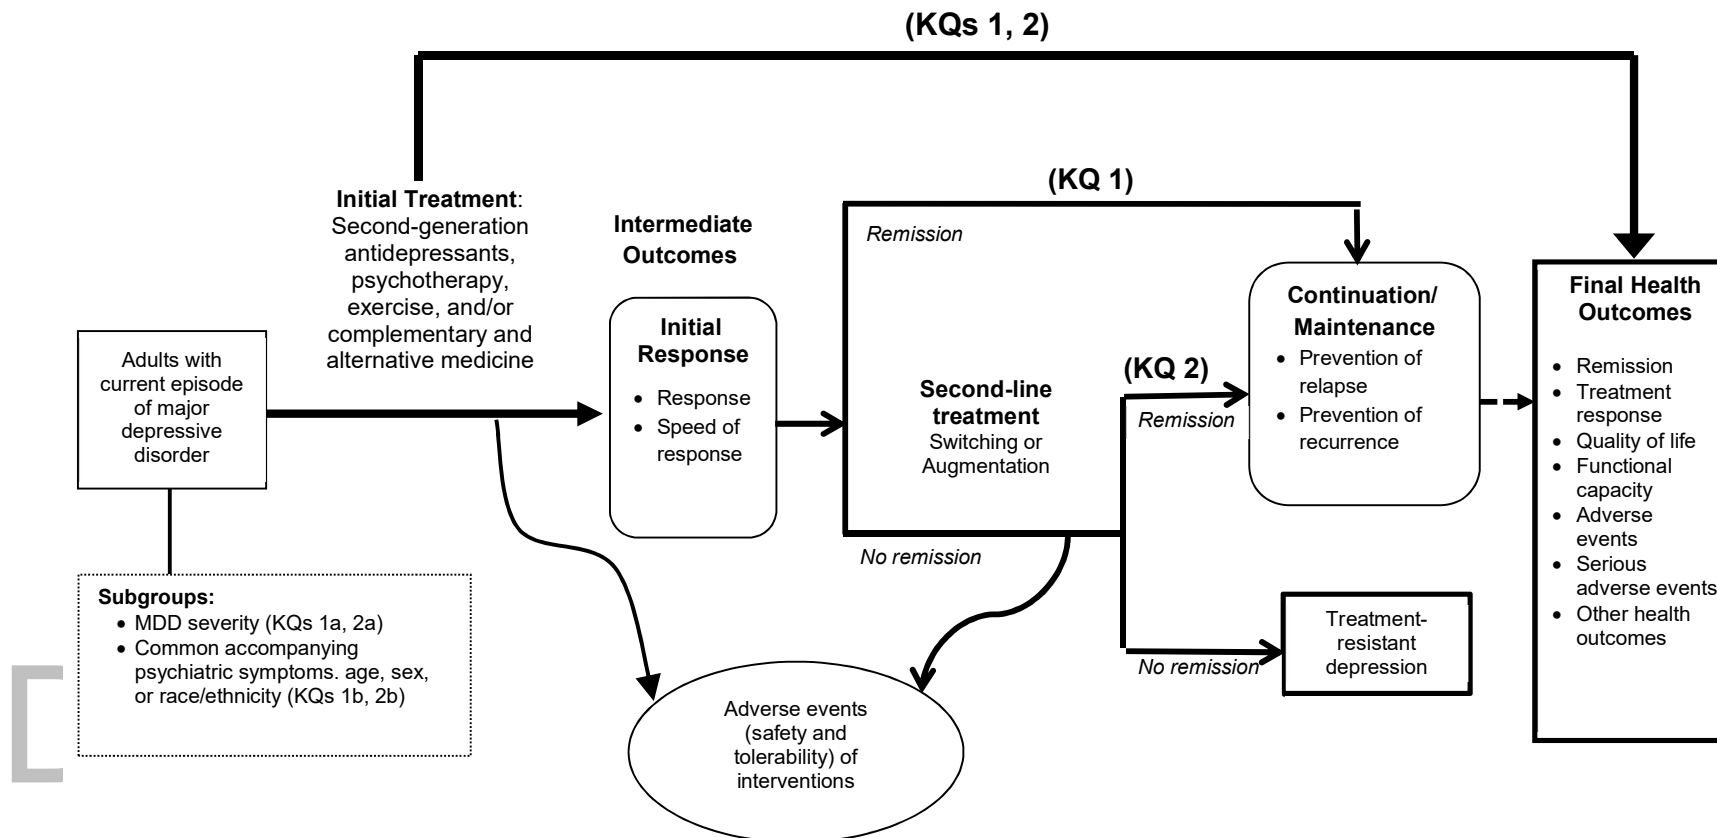 (KQs 1, 2)
Initial Treatment:
Second-generation
antidepressants,
psychotherapy,
exercise, and/or
complementary and
alternative medicine
Adults with
current episode
of major
depressive
disorder
Subgroups:
• MDD severity (KQs 1a, 2a)
• Common accompanying
psychiatric symptoms. age, sex,
or race/ethnicity (KQs 1b, 2b)
Intermediate
Outcomes
Initial
Response
• Response
• Speed of
response
Adverse events
(safety and
tolerability) of
interventions
(KQ 1)
Remission
Second-line
treatment
Switching or
Augmentation
No remission
(KQ 2)
Remission
No remission
Continuation/
Maintenance
• Prevention of
relapse
• Prevention of
recurrence
Treatment-
resistant
depression
Final Health
Outcomes
• Remission
• Treatment
response
• Quality of life
• Functional
capacity
• Adverse
events
• Serious
adverse events
• Other health
outcomes